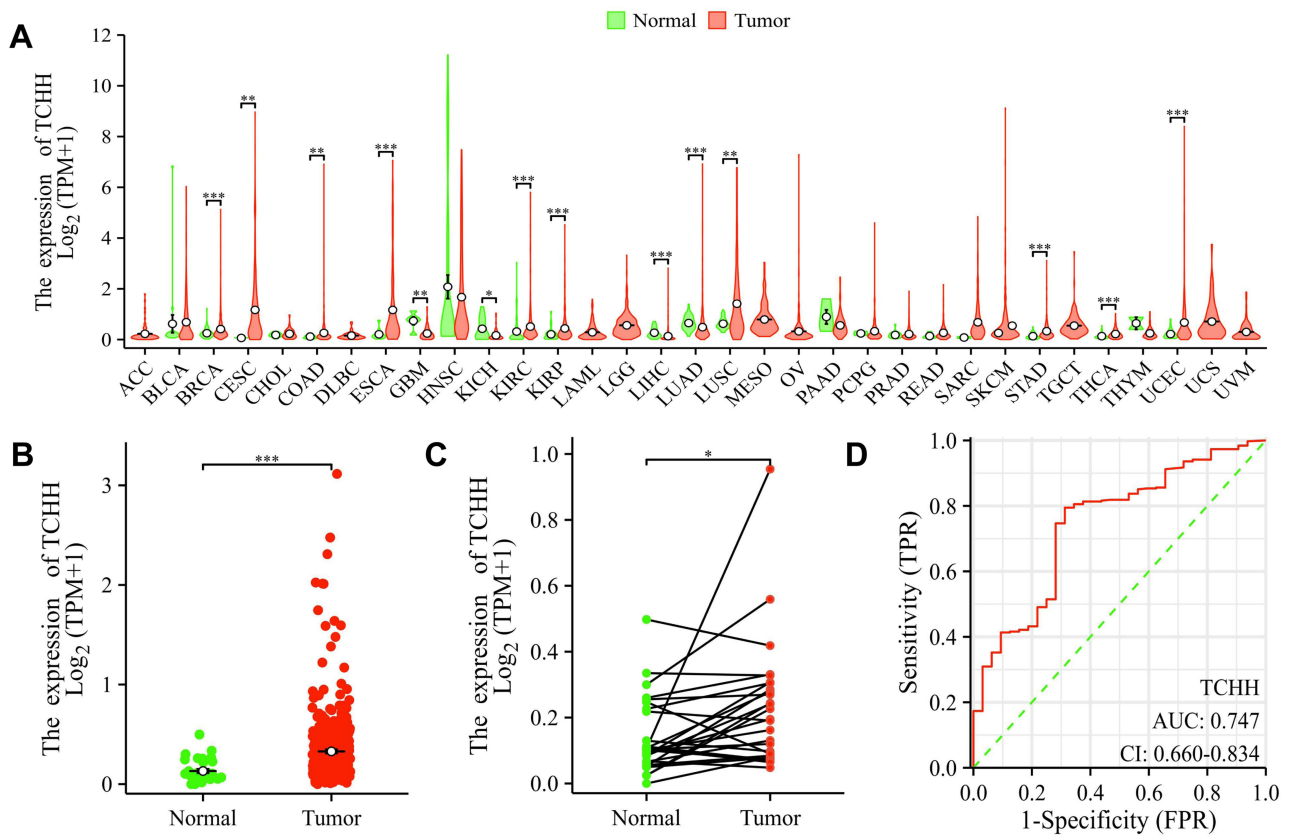 Normal Tumor
A
The expression of TCHH
Log2 (TPM+1)
12
10
8
6
4
2
0
***
**
**
***
**
*
***
***
***
***
**
***
***
***
ACC
BLCA
BRCA
CESC
CHOL
COAD
DLBC
ESCA
GBM
HNSC
KICH
KIRC
KIRP
LAML
LGG
LIHC
LUAD
LUSC
MESO
OV
PAAD
PCPG
PRAD
READ
SARC
SKCM
STAD
TGCT
THCA
THYM
UCEC
UCS
UVM
B
The expression of TCHH
Log2 (TPM+1)
3
2
1
0
***
Normal Tumor
C
The expression of TCHH
Log2 (TPM+1)
1.0
0.8
0.6
0.4
0.2
0.0
*
Normal Tumor
D
Sensitivity (TPR)
1.0
0.8
0.6
0.4
0.2
0.0
TCHH
AUC: 0.747
CI: 0.660-0.834
0.0 0.2 0.4 0.6 0.8 1.0
1-Specificity (FPR)